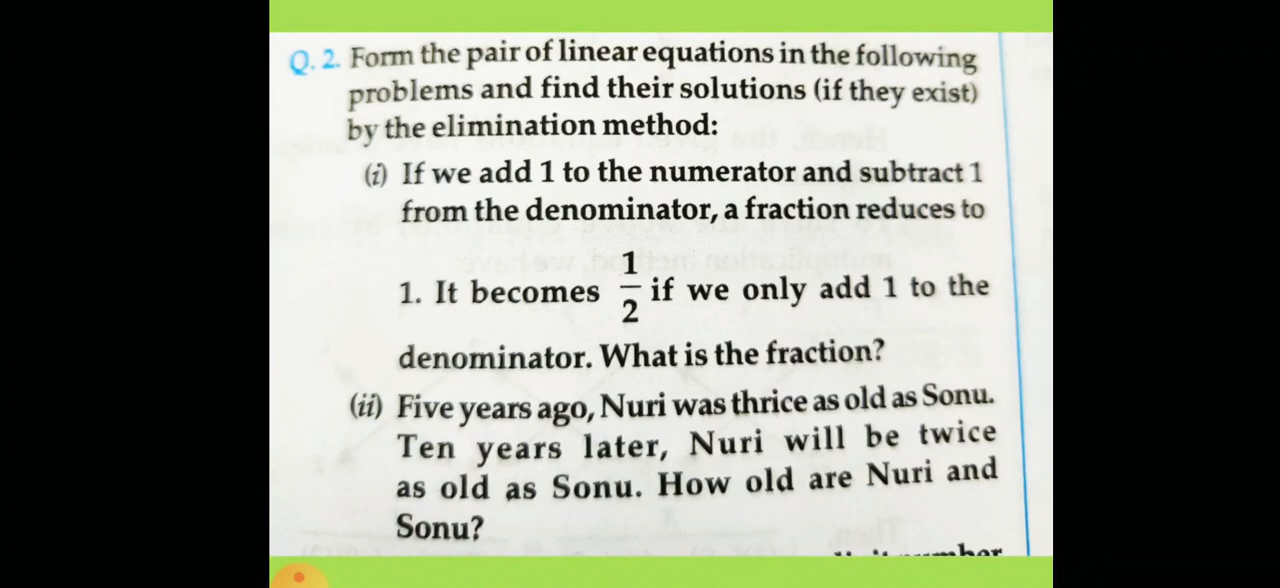 Q. 2. Form the pair of linear equations in the following
problems and find their solutions (if they exist)
by the elimination method:
(i) If we add 1 to the numerator and subtract 1
from the denominator, a fraction reduces to
1. It becomes 1/2 if we only add 1 to the
denominator. What is the fraction?
(ii) Five years ago, Nuri was thrice as old as Sonu.
Ten years later, Nuri will be twice
as old as Sonu. How old are Nuri and
Sonu?